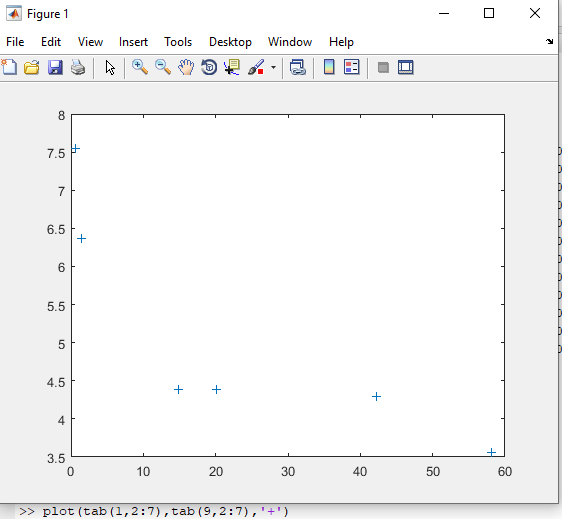 Figure 1
File Edit View Insert Tools Desktop Window Help
8
7.5
7
6.5
6
5.5
5
4.5
4
3.5
0 10 20 30 40 50 60
>> plot(tab(1,2:7),tab(9,2:7),'+')